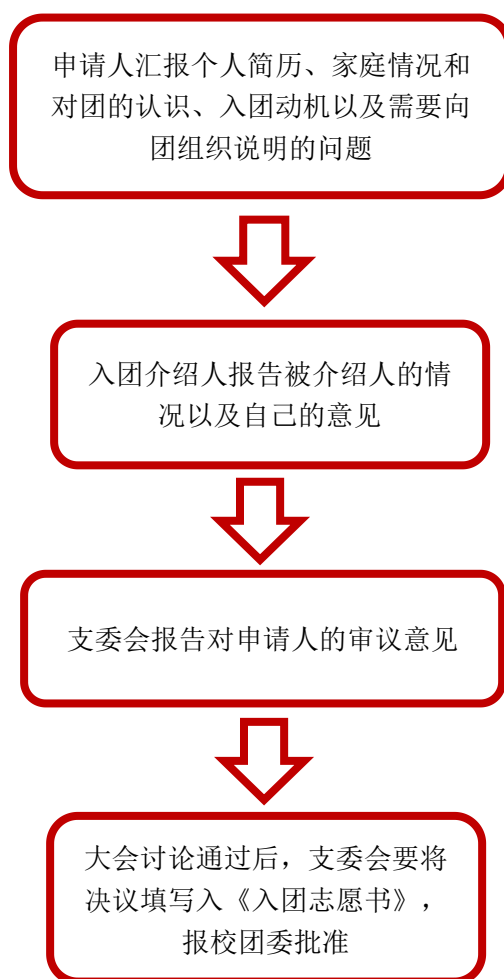 申请人汇报个人简历、家庭情况和
对团的认识、入团动机以及需要向
团组织说明的问题
入团介绍人报告被介绍人的情
况以及自己的意见
支委会报告对申请人的审议意见
大会讨论通过后，支委会要将
决议填写入《入团志愿书》，
报校团委批准